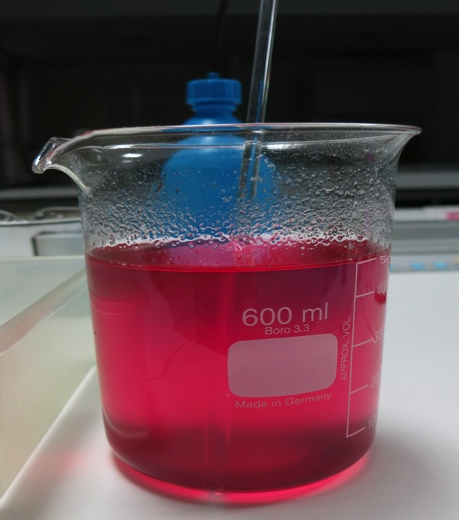 600 ml
Boro 3.3
Made in Germany
APPROX. VOL